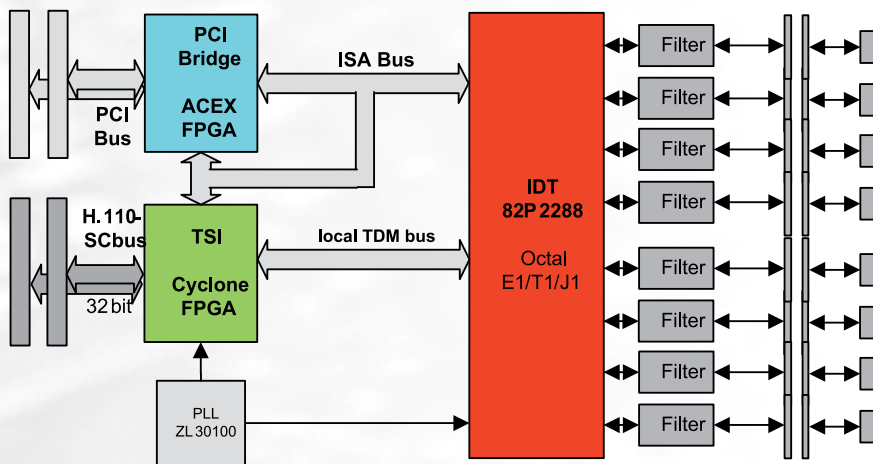 PCI
Bridge
ACEX
FPGA
ISA Bus
PCI
Bus
H.110-
SCbus
32 bit
TSI
Cyclone
FPGA
local TDM bus
PLL
ZL 30100
IDT
82P 2288
Octal
E1/T1/J1
Filter
Filter
Filter
Filter
Filter
Filter
Filter
Filter